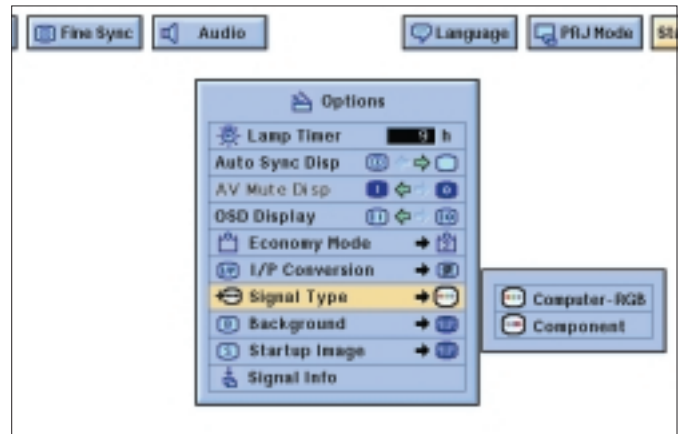 Fine Sync Audio Language PRJ Mode
Options
Lamp Timer 9 h
Auto Sync Disp
AV Mute Disp
OSD Display
Economy Mode
I/P Conversion
Signal Type
Computer-RGB
Background
Component
Startup Image
Signal Info